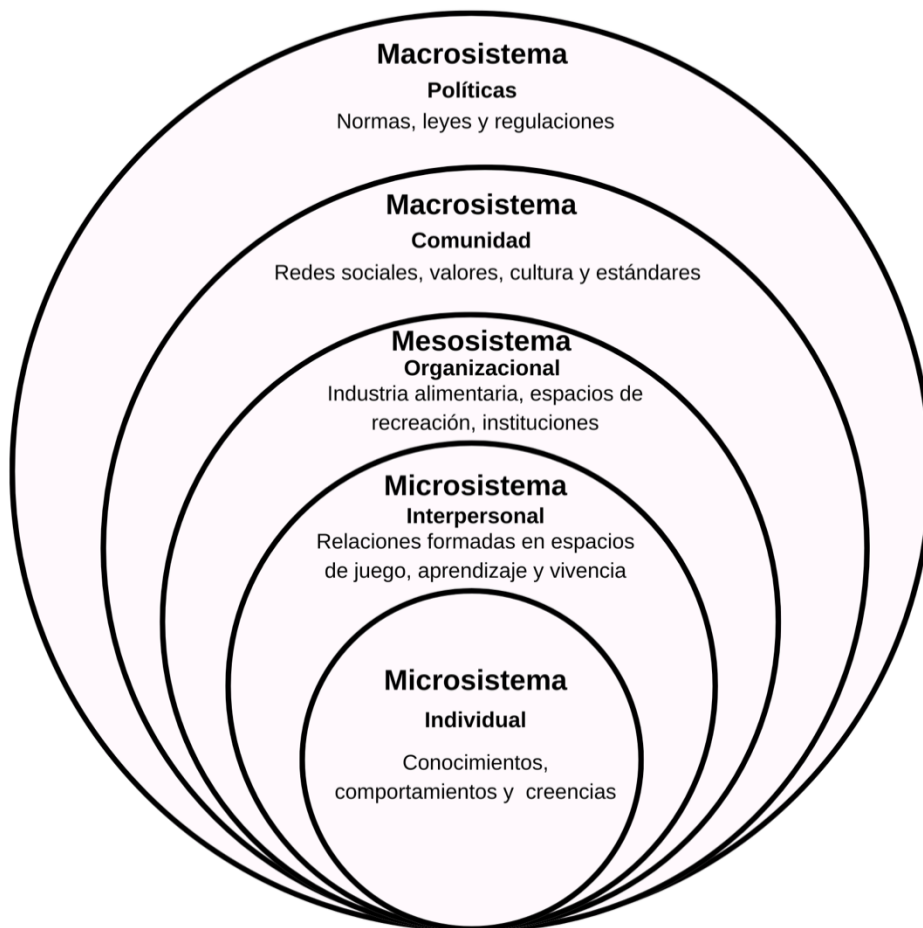 Macrosistema
Políticas
Normas, leyes y regulaciones
Macrosistema
Comunidad
Redes sociales, valores, cultura y estándares
Mesosistema
Organizacional
Industria alimentaria, espacios de
recreación, instituciones
Microsistema
Interpersonal
Relaciones formadas en espacios
de juego, aprendizaje y vivencia
Microsistema
Individual
Conocimientos,
comportamientos y  creencias